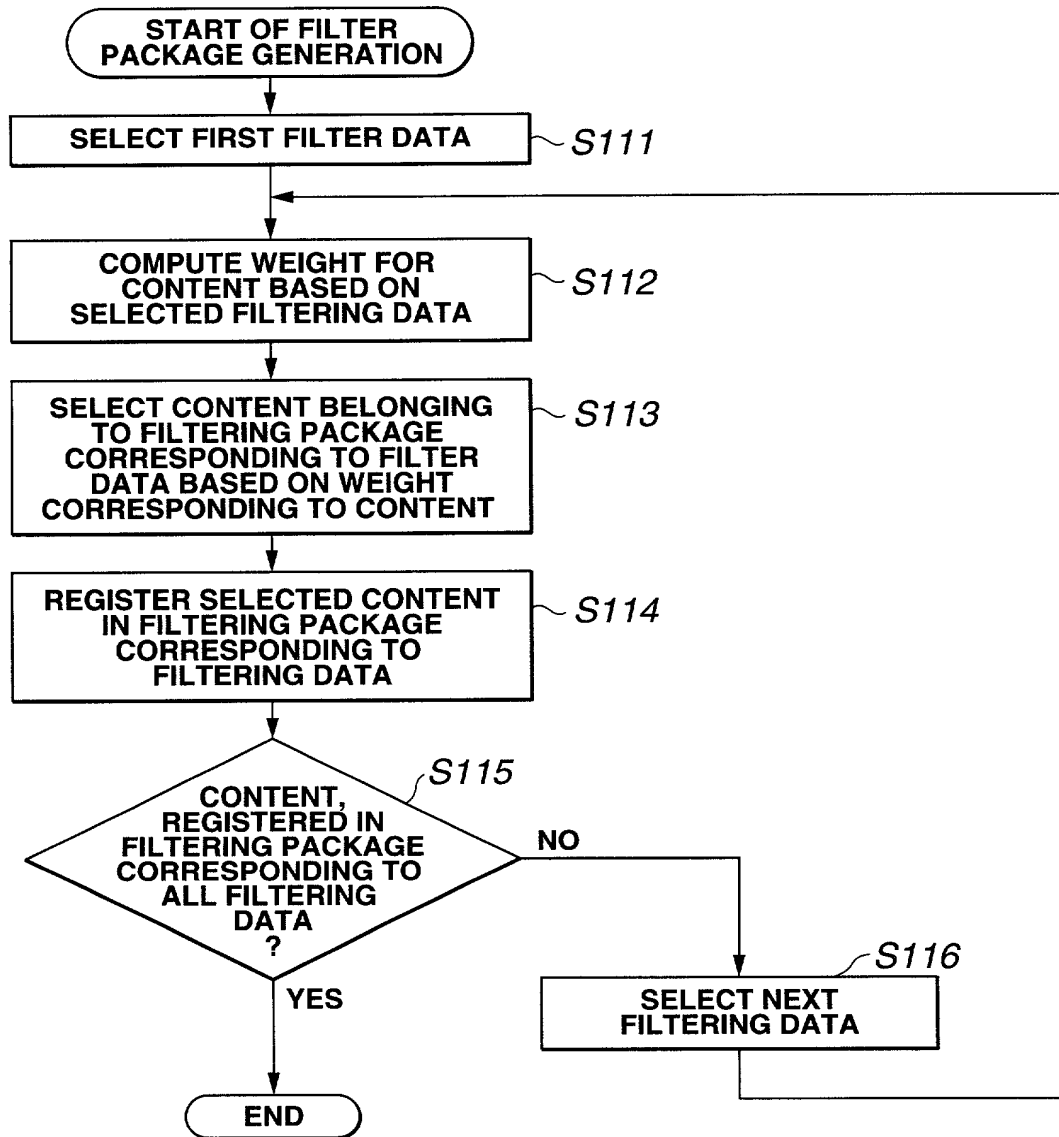 START OF FILTER
PACKAGE GENERATION
SELECT FIRST FILTER DATA
S111
COMPUTE WEIGHT FOR
CONTENT BASED ON
SELECTED FILTERING DATA
S112
SELECT CONTENT BELONGING
TO FILTERING PACKAGE
CORRESPONDING TO FILTER
DATA BASED ON WEIGHT
CORRESPONDING TO CONTENT
S113
REGISTER SELECTED CONTENT
IN FILTERING PACKAGE
CORRESPONDING TO
FILTERING DATA
S114
S115
CONTENT,
REGISTERED IN
FILTERING PACKAGE
CORRESPONDING TO
ALL FILTERING
DATA
?
NO
YES
S116
SELECT NEXT
FILTERING DATA
END